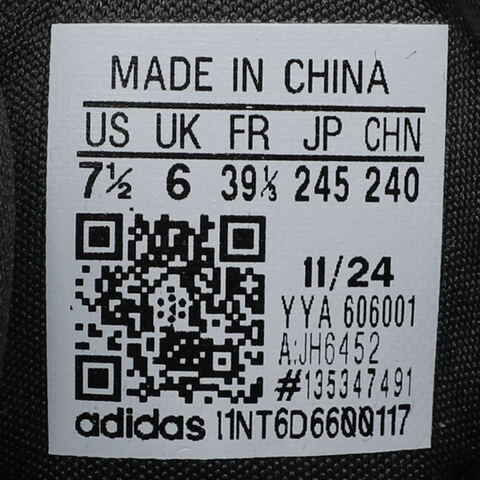 MADE IN CHINA
US UK FR JP CHN
7½ 6 39⅓ 245 240
11/24
YYA 606001
A:JH6452
#135347491
adidas I1NT6D6600117